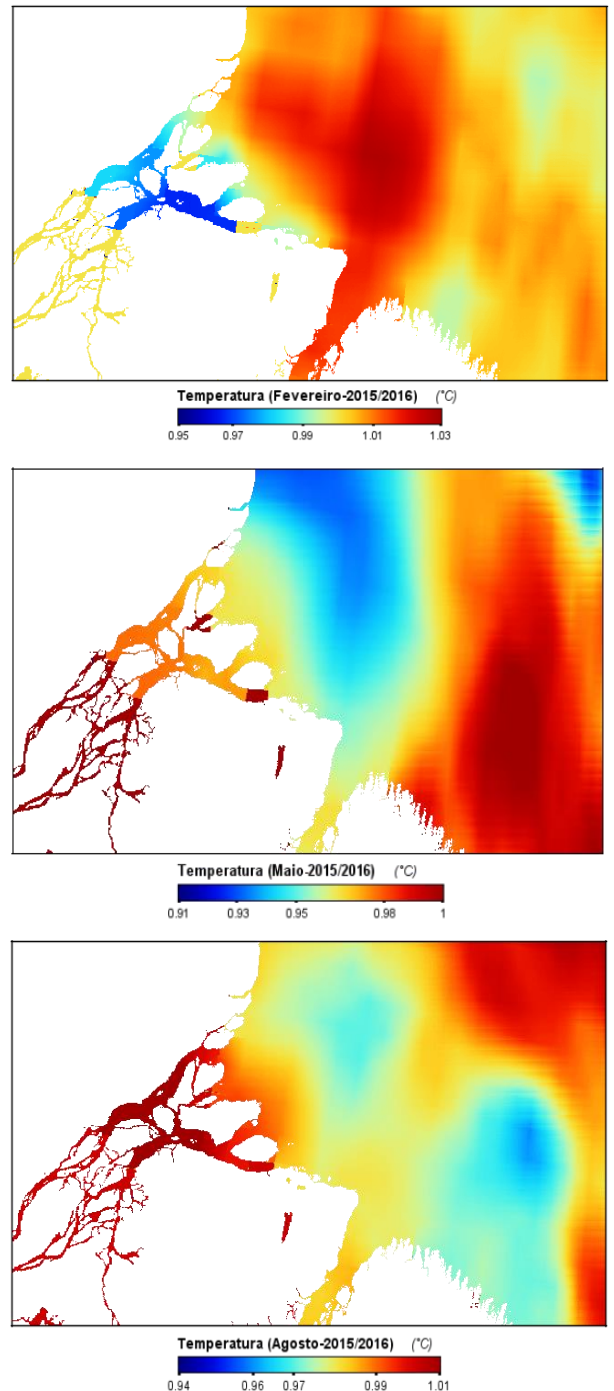 Temperatura (Fevereiro-2015/2016) (°C)
0.95 0.97 0.99 1.01 1.03
Temperatura (Maio-2015/2016) (°C)
0.91 0.93 0.95 0.98 1
Temperatura (Agosto-2015/2016) (°C)
0.94 0.96 0.97 0.99 1.01